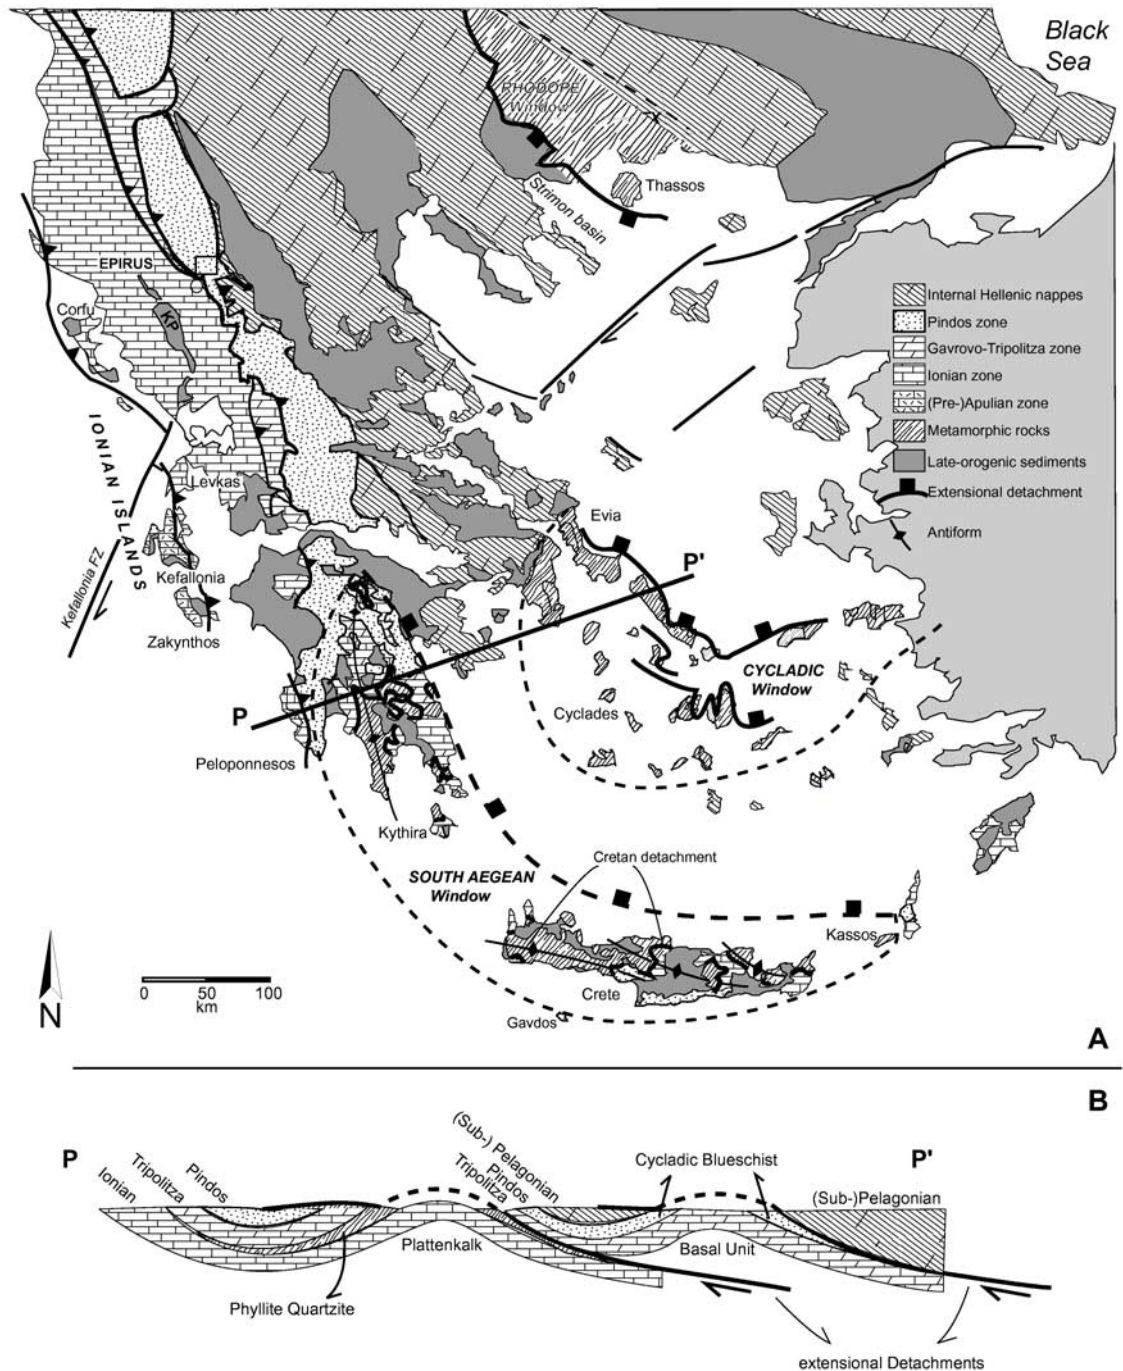 Black
Sea
RHODOPE
Window
Thassos
Strimon basin
EPIRUS
Corfu
KP
Internal Hellenic nappes
Pindos zone
Gavrovo-Tripolitza zone
Ionian zone
(Pre-)Apulian zone
Metamorphic rocks
Late-orogenic sediments
Extensional detachment
Antiform
IONIAN ISLANDS
Levkas
Evia
P'
Kefallonia FZ
Kefallonia
Zakynthos
CYCLADIC
Window
P
Cyclades
Peloponnesos
Kythira
Cretan detachment
SOUTH AEGEAN
Window
Kassos
Crete
Gavdos
N
0 50 100
km
A
B
P
P'
Ionian
Tripolitza
Pindos
(Sub-) Pelagonian
Pindos
Tripolitza
Cycladic Blueschist
(Sub-)Pelagonian
Plattenkalk
Basal Unit
Phyllite Quartzite
extensional Detachments